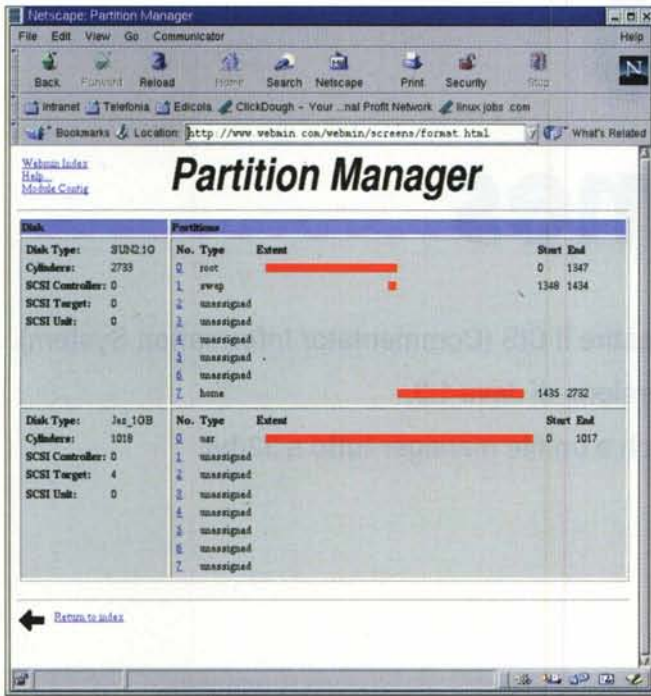 Netscape: Partition Manager
File Edit View Go Communicator Help
Back Forward Reload Home Search Netscape Print Security Stop
Intranet Telefonia Edicola ClickDough - Your ...nal Profit Network linux jobs .com
Bookmarks Location: http://www.webmin.com/webmin/screens/format.html What's Related
Webmin Index
Help...
Module Config
Partition Manager
Disk Partitions
Disk Type: SUN2.1G No. Type Extent Start End
Cylinders: 2733 0 root 0 1347
SCSI Controller: 0 1 swap 1348 1434
SCSI Target: 0 2 unassigned
SCSI Unit: 0 3 unassigned
4 unassigned
5 unassigned
6 unassigned
7 home 1435 2732
Disk Type: Jaz_1GB No. Type Extent Start End
Cylinders: 1018 0 usr 0 1017
SCSI Controller: 0 1 unassigned
SCSI Target: 4 2 unassigned
SCSI Unit: 0 3 unassigned
4 unassigned
5 unassigned
6 unassigned
7 unassigned
Return to index